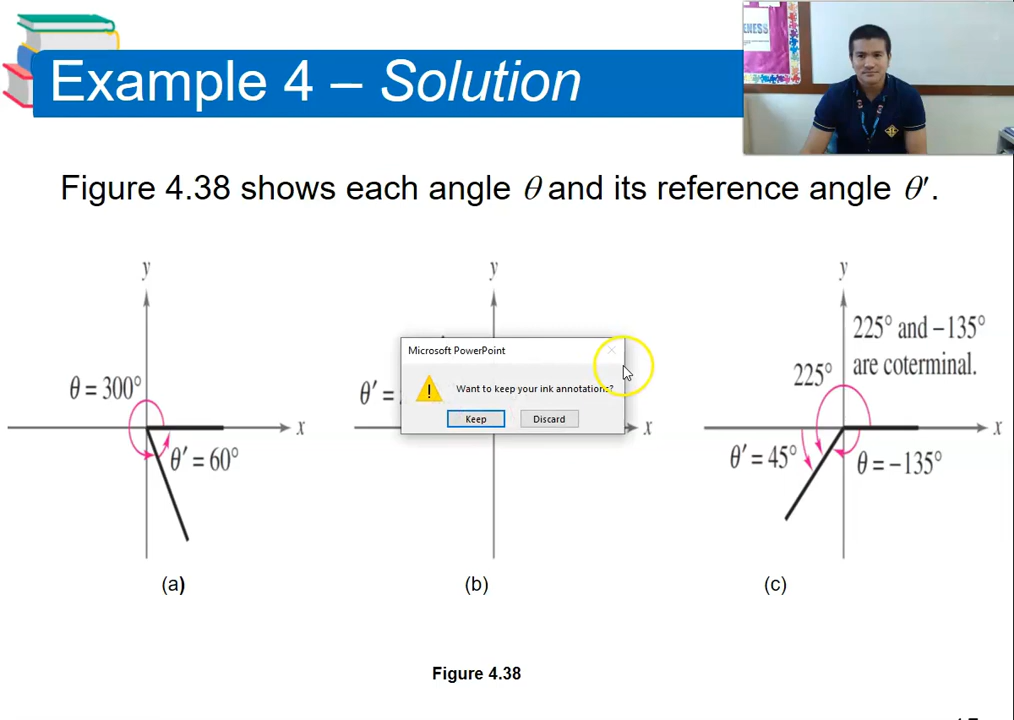 ENESS
Example 4 – Solution
Figure 4.38 shows each angle θ and its reference angle θ′.
y
θ = 300°
x
θ′ = 60°
(a)
y
θ′ =
x
(b)
Microsoft PowerPoint
Want to keep your ink annotations?
Keep
Discard
y
225° and −135°
are coterminal.
225°
x
θ′ = 45°
θ = −135°
(c)
Figure 4.38